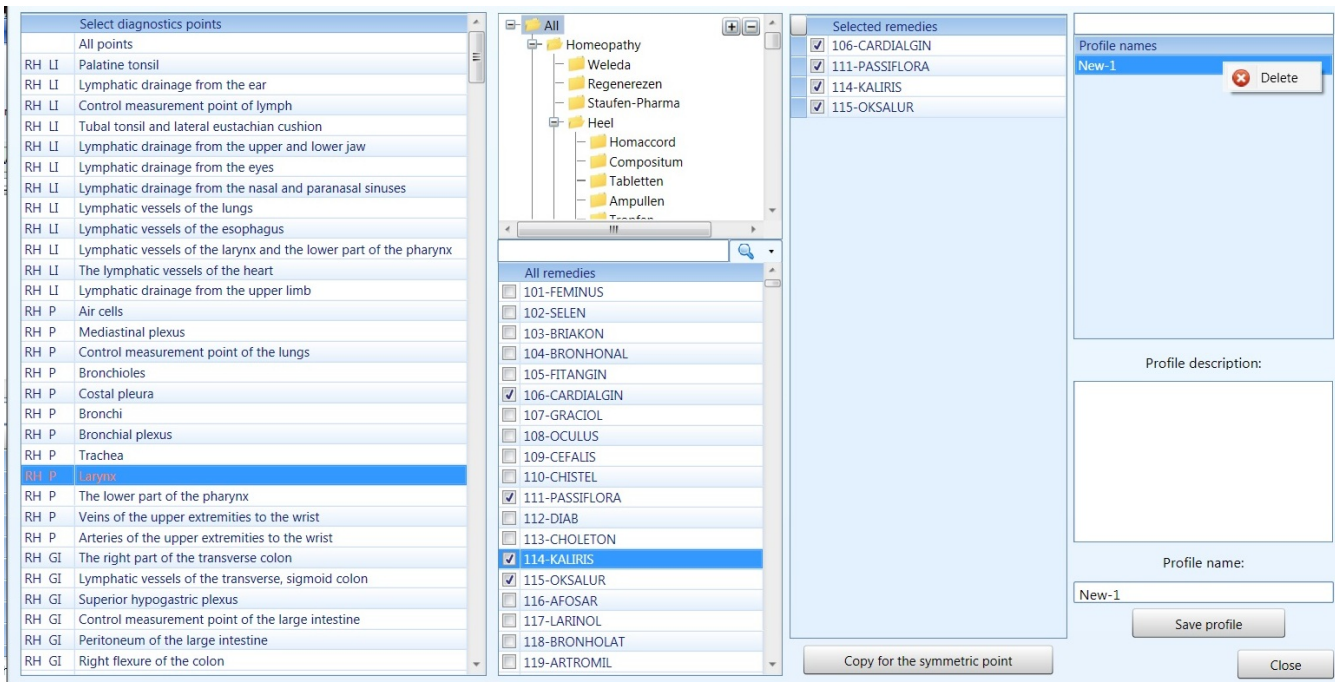 Select diagnostics points
All points
RH LI Palatine tonsil
RH LI Lymphatic drainage from the ear
RH LI Control measurement point of lymph
RH LI Tubal tonsil and lateral eustachian cushion
RH LI Lymphatic drainage from the upper and lower jaw
RH LI Lymphatic drainage from the eyes
RH LI Lymphatic drainage from the nasal and paranasal sinuses
RH LI Lymphatic vessels of the lungs
RH LI Lymphatic vessels of the esophagus
RH LI Lymphatic vessels of the larynx and the lower part of the pharynx
RH LI The lymphatic vessels of the heart
RH LI Lymphatic drainage from the upper limb
RH P Air cells
RH P Mediastinal plexus
RH P Control measurement point of the lungs
RH P Bronchioles
RH P Costal pleura
RH P Bronchi
RH P Bronchial plexus
RH P Trachea
RH P Larynx
RH P The lower part of the pharynx
RH P Veins of the upper extremities to the wrist
RH P Arteries of the upper extremities to the wrist
RH GI The right part of the transverse colon
RH GI Lymphatic vessels of the transverse, sigmoid colon
RH GI Superior hypogastric plexus
RH GI Control measurement point of the large intestine
RH GI Peritoneum of the large intestine
RH GI Right flexure of the colon
All
Homeopathy
Weleda
Regenerezen
Staufen-Pharma
Heel
Homaccord
Compositum
Tabletten
Ampullen
Tropfen
All remedies
101-FEMINUS
102-SELEN
103-BRIAKON
104-BRONHONAL
105-FITANGIN
106-CARDIALGIN
107-GRACIOL
108-OCULUS
109-CEFALIS
110-CHISTEL
111-PASSIFLORA
112-DIAB
113-CHOLETON
114-KALIRIS
115-OKSALUR
116-AFOSAR
117-LARINOL
118-BRONHOLAT
119-ARTROMIL
Selected remedies
106-CARDIALGIN
111-PASSIFLORA
114-KALIRIS
115-OKSALUR
Copy for the symmetric point
Profile names
New-1
Delete
Profile description:
Profile name:
New-1
Save profile
Close